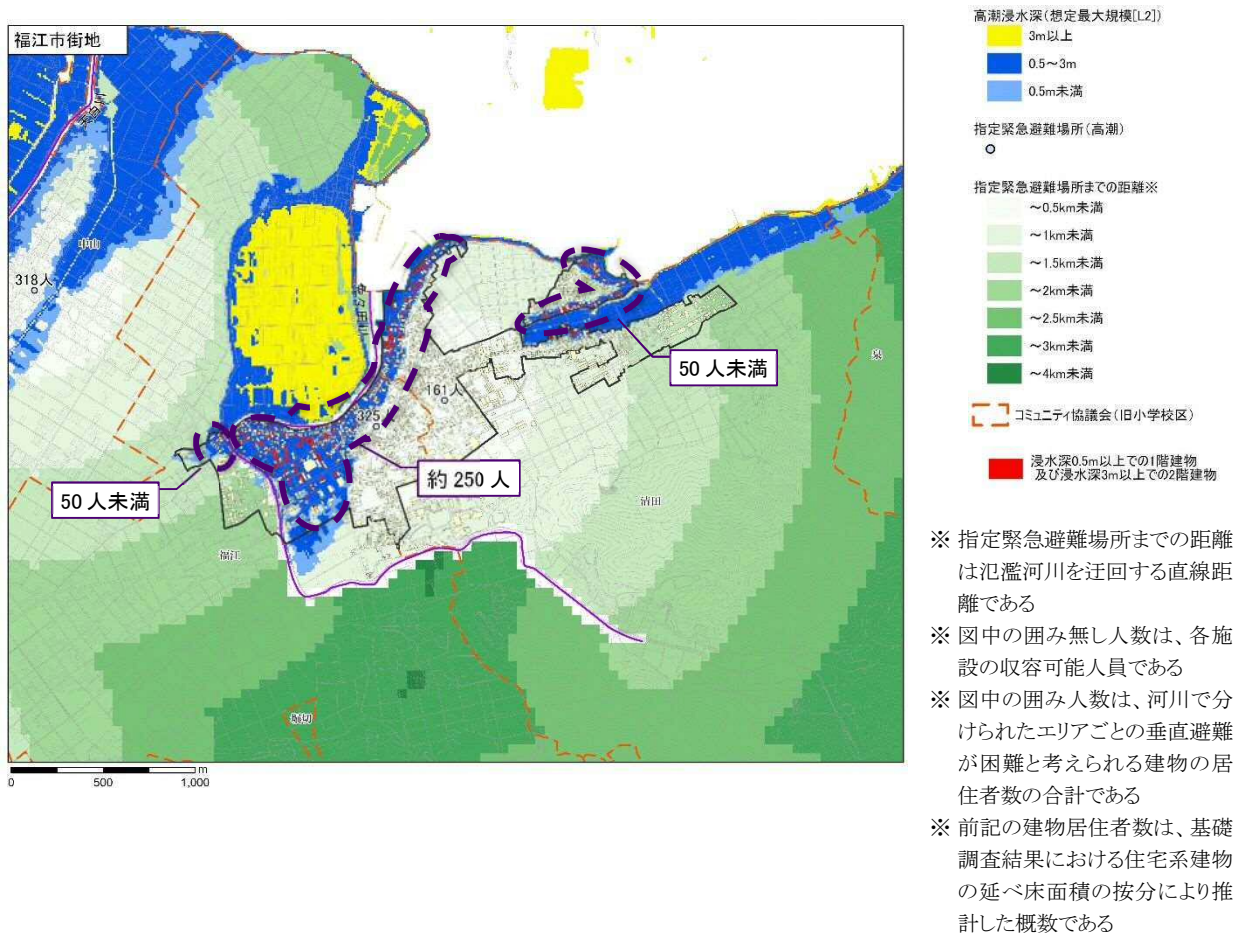 福江市街地
318人
中山
161人
325
50 人未満
約 250 人
50 人未満
福江
清田
泉
堀切
0
500
1,000
m
高潮浸水深(想定最大規模[L2])
3m以上
0.5～3m
0.5m未満
指定緊急避難場所(高潮)
指定緊急避難場所までの距離※
～0.5km未満
～1km未満
～1.5km未満
～2km未満
～2.5km未満
～3km未満
～4km未満
コミュニティ協議会(旧小学校区)
浸水深0.5m以上での1階建物
及び浸水深3m以上での2階建物
※ 指定緊急避難場所までの距離
は氾濫河川を迂回する直線距
離である
※ 図中の囲み無し人数は、各施
設の収容可能人員である
※ 図中の囲み人数は、河川で分
けられたエリアごとの垂直避難
が困難と考えられる建物の居
住者数の合計である
※ 前記の建物居住者数は、基礎
調査結果における住宅系建物
の延べ床面積の按分により推
計した概数である